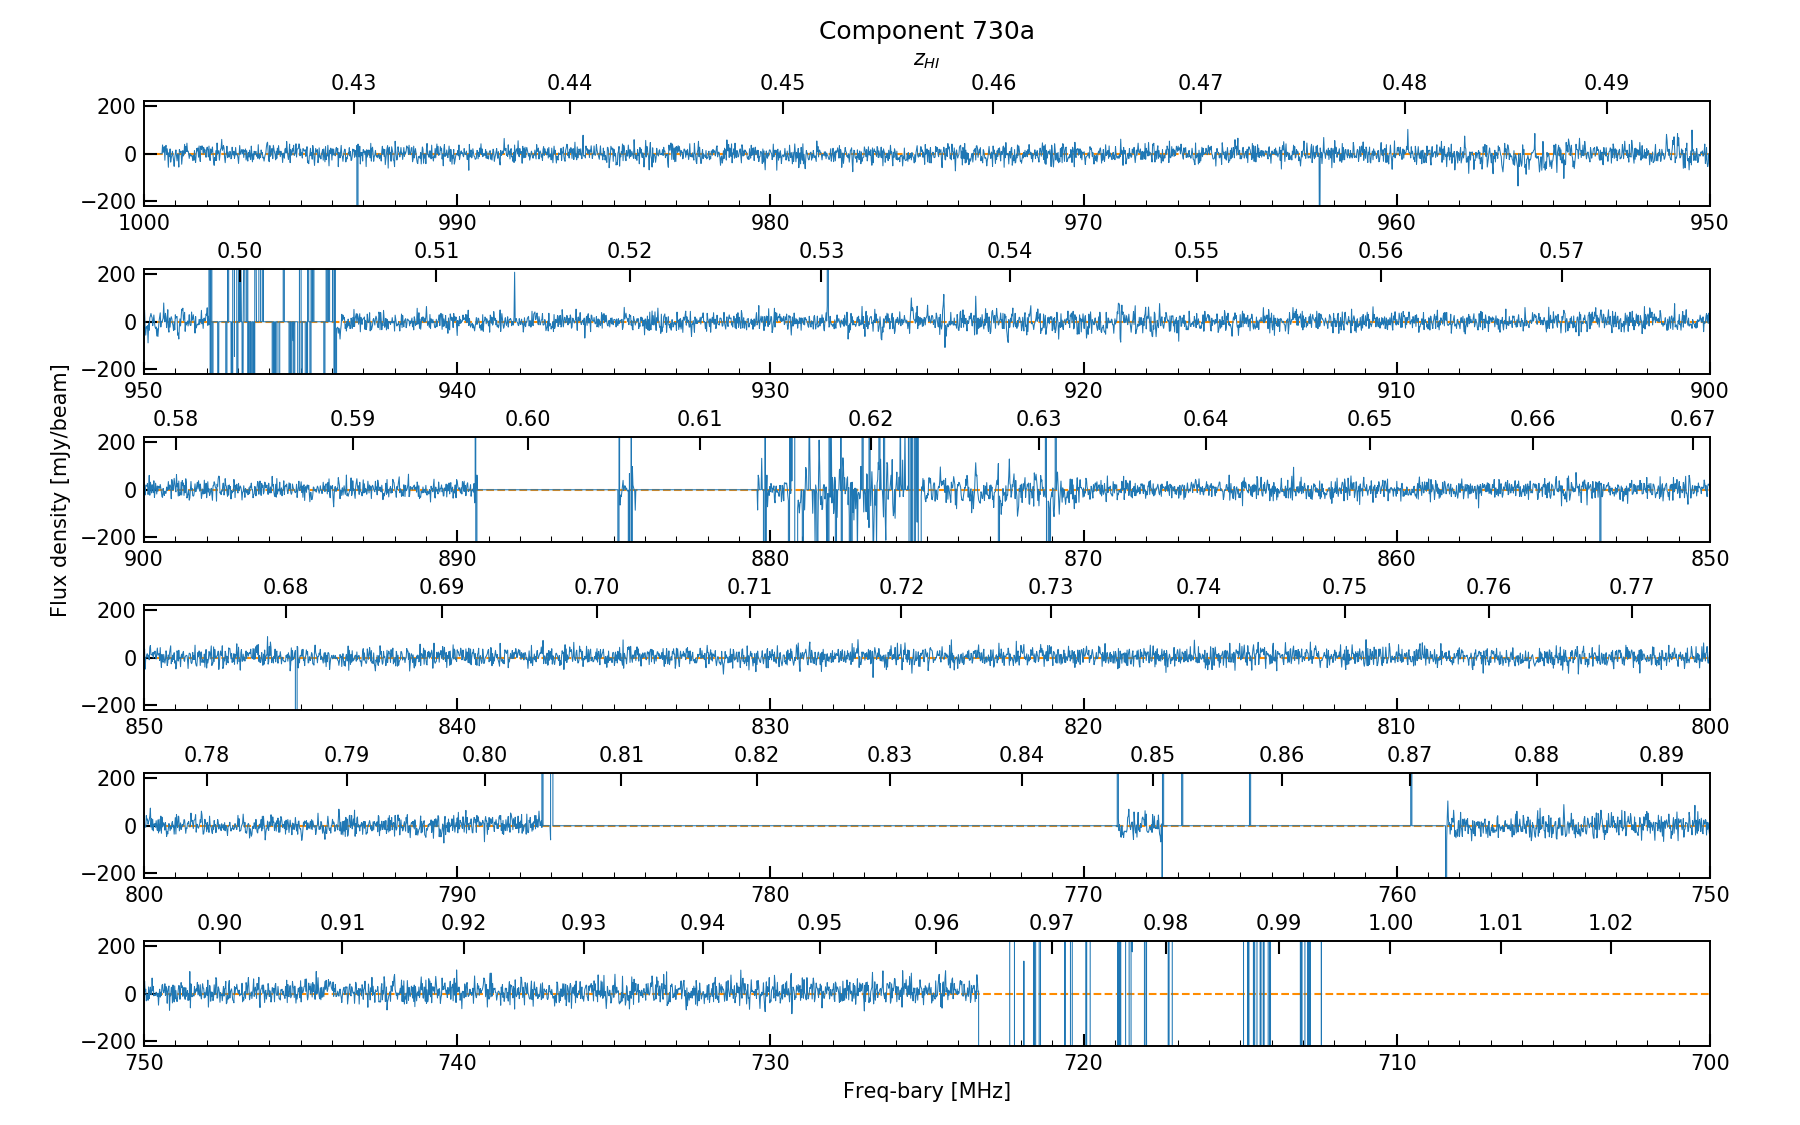 Component 730a
z_HI
0.43 0.44 0.45 0.46 0.47 0.48 0.49
200
0
−200
1000 990 980 970 960 950
0.50 0.51 0.52 0.53 0.54 0.55 0.56 0.57
200
0
−200
950 940 930 920 910 900
0.58 0.59 0.60 0.61 0.62 0.63 0.64 0.65 0.66 0.67
200
0
−200
900 890 880 870 860 850
Flux density [mJy/beam]
0.68 0.69 0.70 0.71 0.72 0.73 0.74 0.75 0.76 0.77
200
0
−200
850 840 830 820 810 800
0.78 0.79 0.80 0.81 0.82 0.83 0.84 0.85 0.86 0.87 0.88 0.89
200
0
−200
800 790 780 770 760 750
0.90 0.91 0.92 0.93 0.94 0.95 0.96 0.97 0.98 0.99 1.00 1.01 1.02
200
0
−200
750 740 730 720 710 700
Freq-bary [MHz]